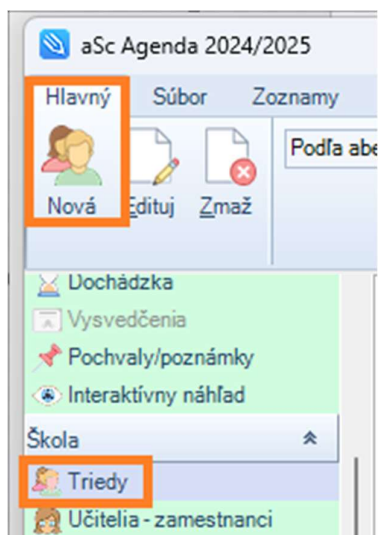 aSc Agenda 2024/2025
Hlavný Súbor Zoznamy
Podľa abe
Nová Edituj Zmaž
Dochádzka
Vysvedčenia
Pochvaly/poznámky
Interaktívny náhľad
Škola
Triedy
Učitelia - zamestnanci